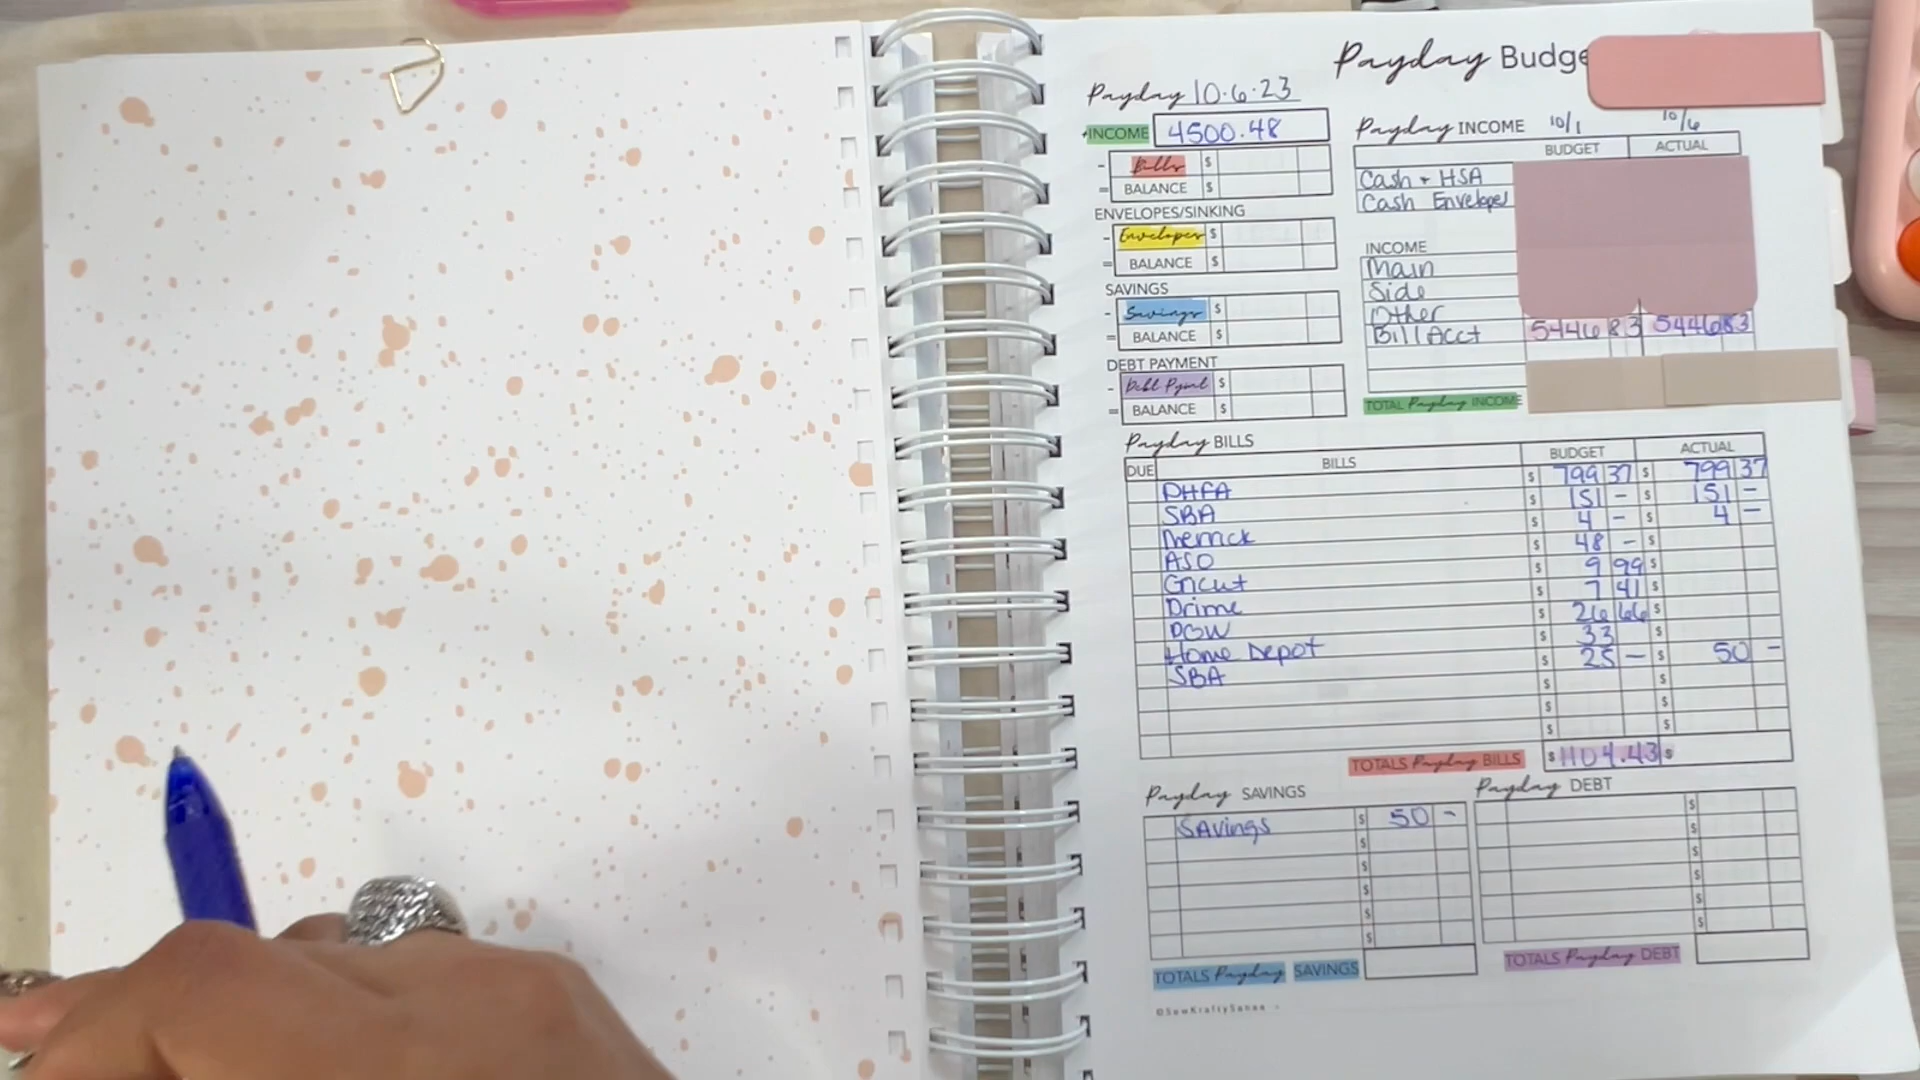 Payday Budge
Payday 10.6.23
+INCOME 4500.48
- Bills $
= BALANCE $
ENVELOPES/SINKING
- Envelopes $
= BALANCE $
SAVINGS
- Savings $
= BALANCE $
DEBT PAYMENT
- Debt Pymt $
= BALANCE $
Payday INCOME 10/1 10/6
BUDGET ACTUAL
Cash + HSA
Cash Envelopes
INCOME
Main
Side
Other
Bill Acct 5446 83 5446 83
TOTAL Payday INCOME
Payday BILLS
DUE BILLS BUDGET ACTUAL
PHFA $ 799 37 $ 799 37
SBA $ 151 - $ 151 -
Merrick $ 4 - $ 4 -
ASO $ 48 - $
Cricut $ 9 99 $
Prime $ 7 41 $
PGW $ 26 66 $
Home Depot $ 33 $
SBA $ 25 - $ 50 -
$ $
$ $
$ $
TOTALS Payday BILLS $ 1104.43 $
Payday SAVINGS
Savings $ 50 -
$
$
$
$
$
TOTALS Payday SAVINGS
Payday DEBT
$
$
$
$
$
$
TOTALS Payday DEBT
©SewKraftySanaa